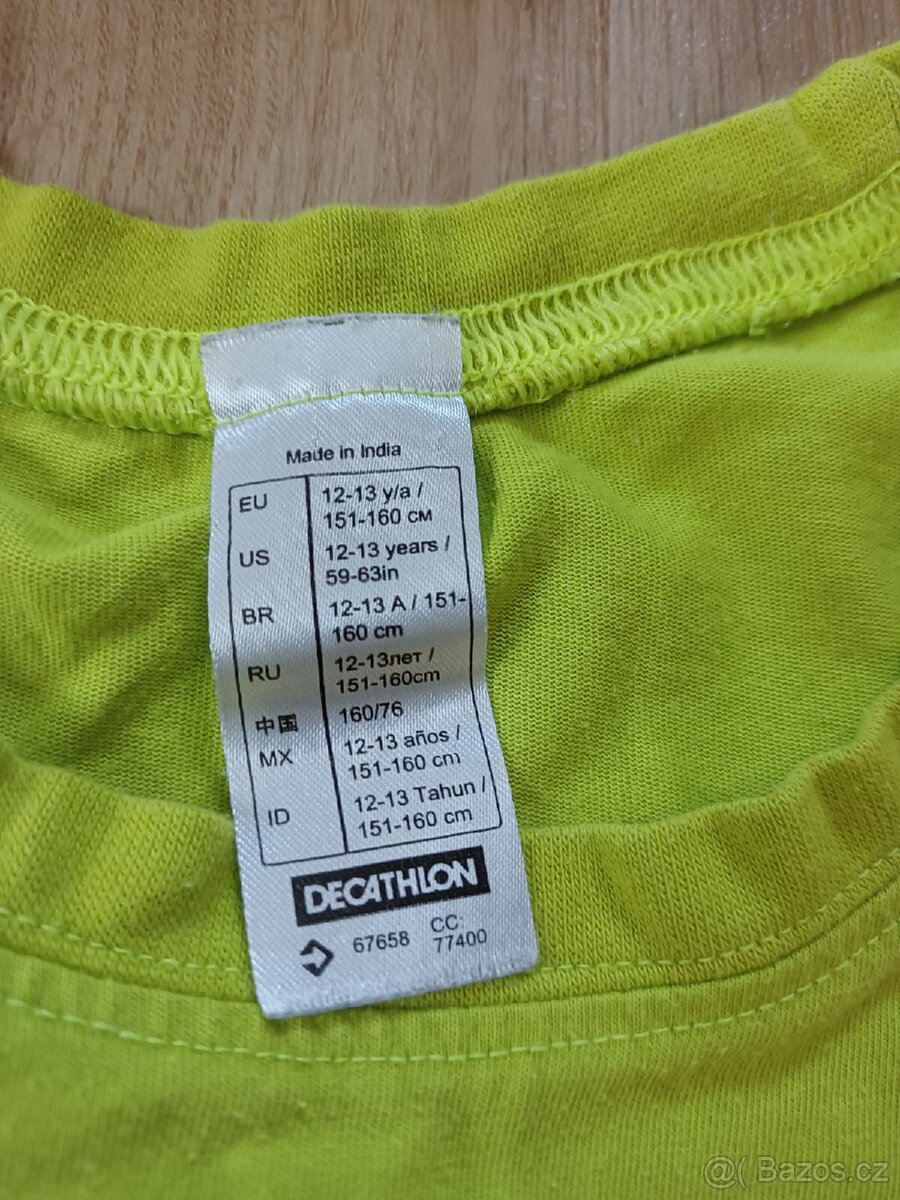 Made in India
EU 12-13 y/a /
151-160 см
US 12-13 years /
59-63in
BR 12-13 A / 151-
160 cm
RU 12-13лет /
151-160cm
中国 160/76
MX 12-13 años /
151-160 cm
ID 12-13 Tahun /
151-160 cm
DECATHLON
67658 CC:
77400
@( Bazos.cz